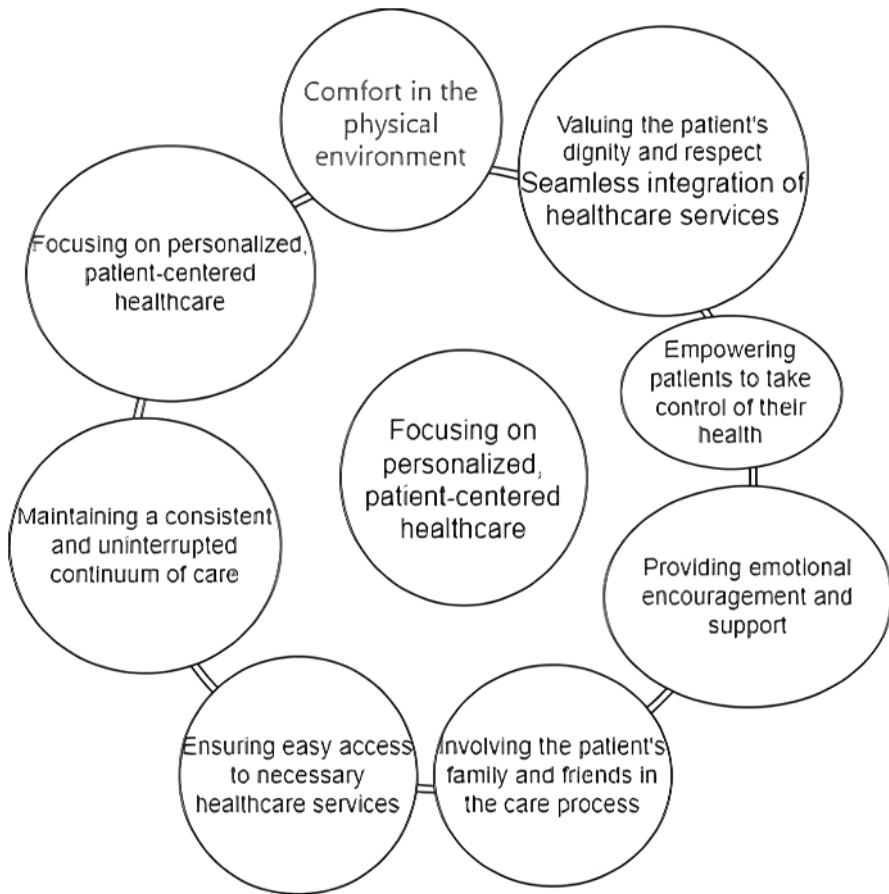 Comfort in the
physical
environment
Valuing the patient's
dignity and respect
Seamless integration of
healthcare services
Empowering
patients to take
control of their
health
Providing emotional
encouragement and
support
Involving the patient's
family and friends in
the care process
Ensuring easy access
to necessary
healthcare services
Maintaining a consistent
and uninterrupted
continuum of care
Focusing on personalized,
patient-centered
healthcare
Focusing on
personalized,
patient-centered
healthcare